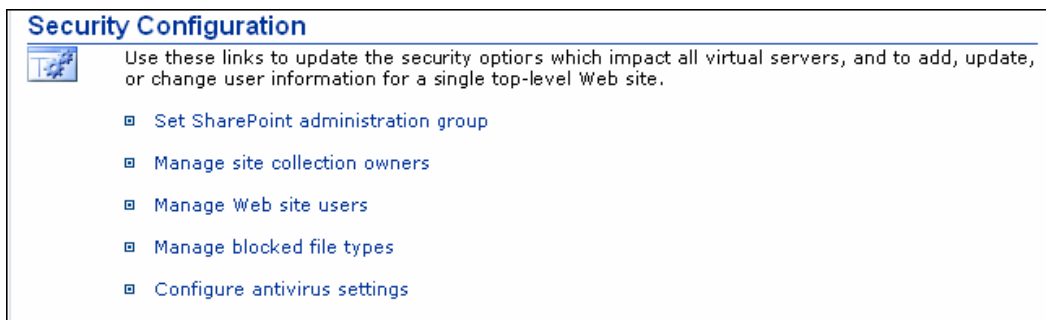 Security Configuration
Use these links to update the security options which impact all virtual servers, and to add, update,
or change user information for a single top-level Web site.
Set SharePoint administration group
Manage site collection owners
Manage Web site users
Manage blocked file types
Configure antivirus settings